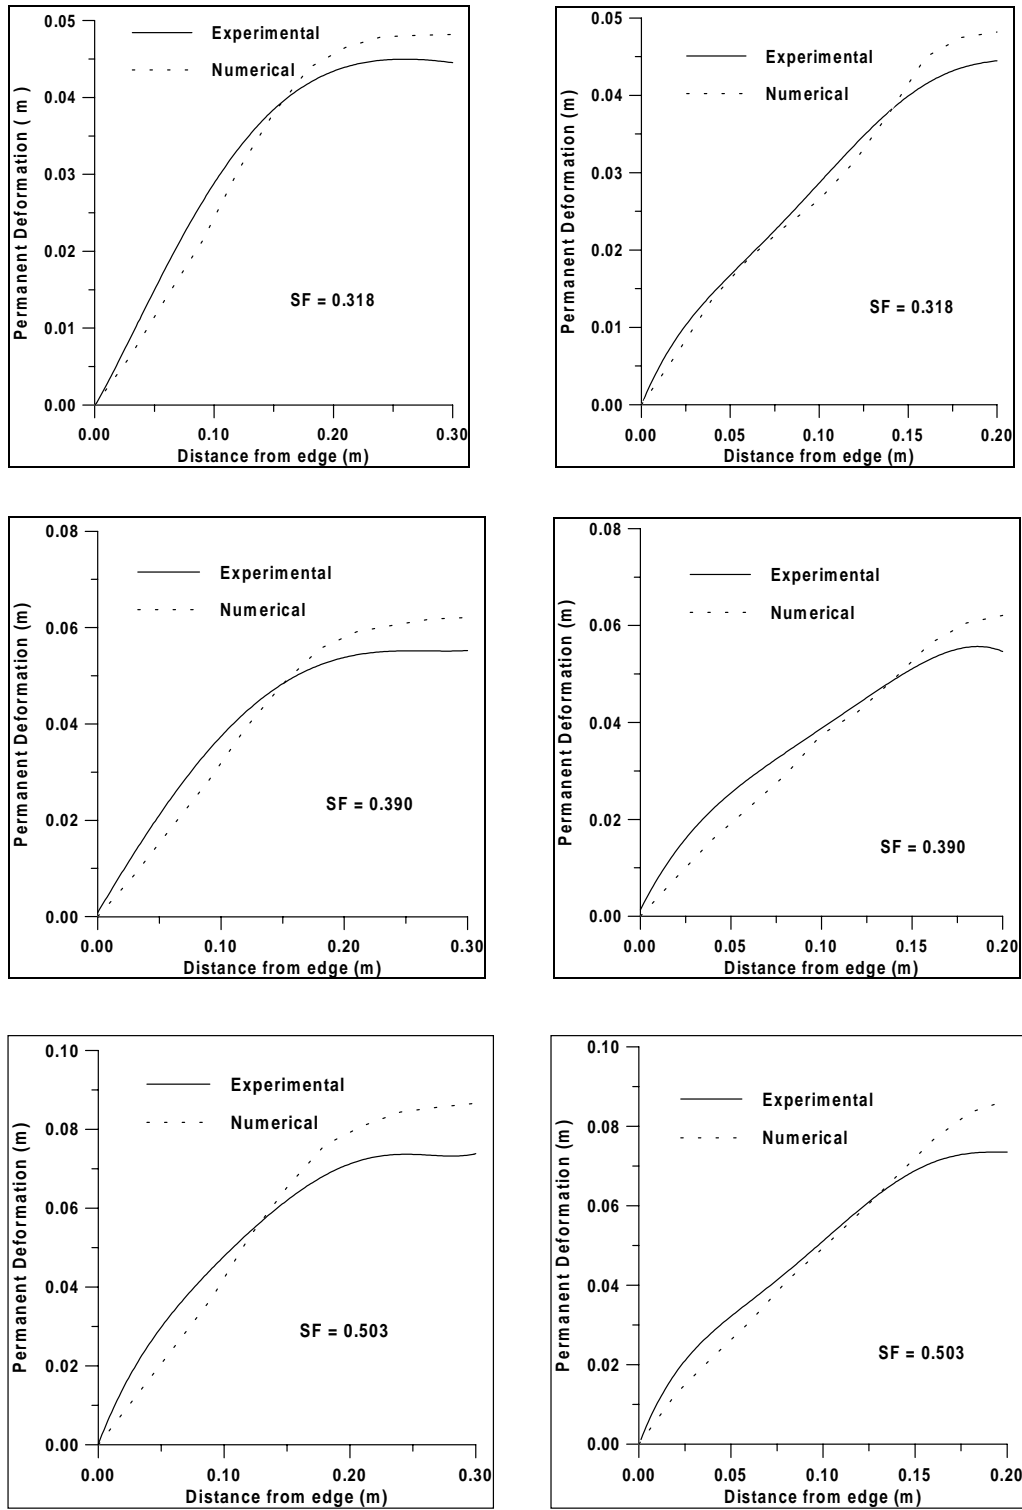 0.05
Experimental
Numerical
0.04
0.03
0.02
0.01
0.00
Permanent Deformation ( m )
SF = 0.318
0.00 0.10 0.20 0.30
Distance from edge (m)
0.05
Experimental
Numerical
0.04
0.03
0.02
0.01
0.00
Permanent Deformation (m)
SF = 0.318
0.00 0.05 0.10 0.15 0.20
Distance from edge (m)
0.08
Experimental
Numerical
0.06
0.04
0.02
0.00
Permanent Deformation (m)
SF = 0.390
0.00 0.10 0.20 0.30
Distance from edge (m)
0.08
Experimental
Numerical
0.06
0.04
0.02
0.00
Permanent Deformation (m)
SF = 0.390
0.00 0.05 0.10 0.15 0.20
Distance from edge (m)
0.10
Experimental
Numerical
0.08
0.06
0.04
0.02
0.00
Permanent Deformation (m)
SF = 0.503
0.00 0.10 0.20 0.30
Distance from edge (m)
0.10
Experimental
Numerical
0.08
0.06
0.04
0.02
0.00
Permanent Deformation (m)
SF = 0.503
0.00 0.05 0.10 0.15 0.20
Distance from edge (m)